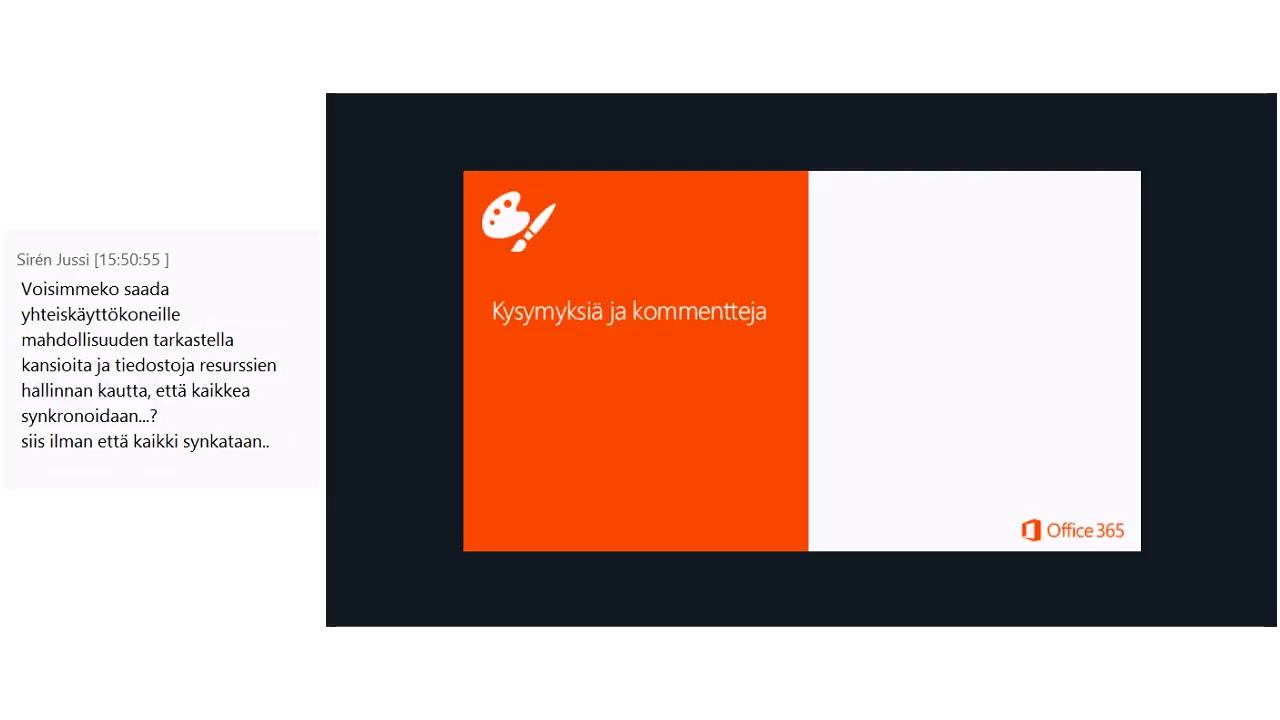 Sirén Jussi [15:50:55 ]
Voisimmeko saada
yhteiskäyttökoneille
mahdollisuuden tarkastella
kansioita ja tiedostoja resurssien
hallinnan kautta, että kaikkea
synkronoidaan...?
siis ilman että kaikki synkataan..
Kysymyksiä ja kommentteja
Office 365